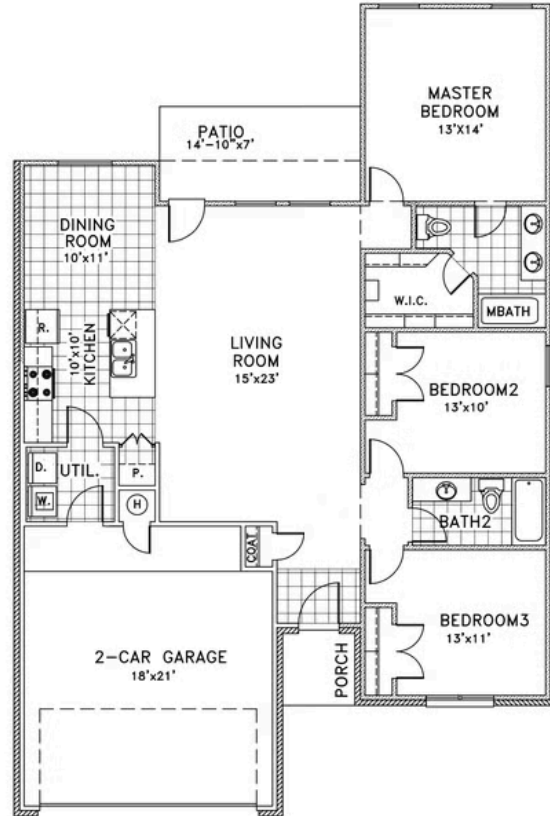 MASTER
BEDROOM
13'X14'
PATIO
14'-10"x7'
DINING
ROOM
10'x11'
R.
10'x10'
KITCHEN
LIVING
ROOM
15'x23'
W.I.C.
MBATH
BEDROOM2
13'x10'
D.
UTIL.
W.
P.
H
COAT
BATH2
BEDROOM3
13'x11'
PORCH
2-CAR GARAGE
18'x21'